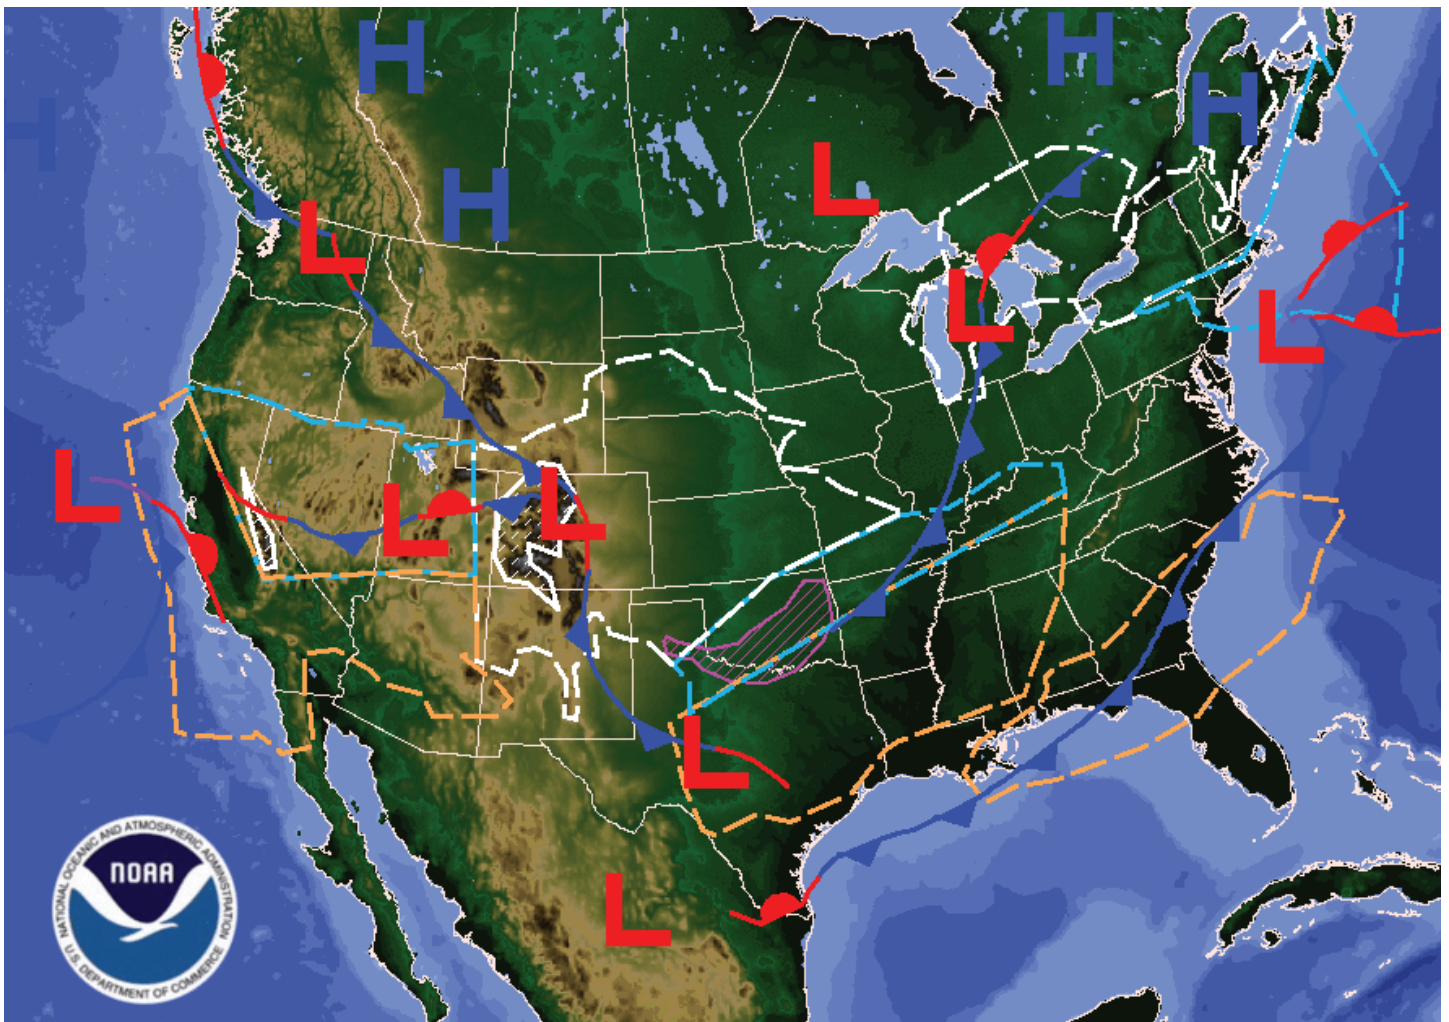 H
H
H
H
H
L
L
L
L
L
L
L
L
L
L
NOAA
NATIONAL OCEANIC AND ATMOSPHERIC ADMINISTRATION
U.S. DEPARTMENT OF COMMERCE